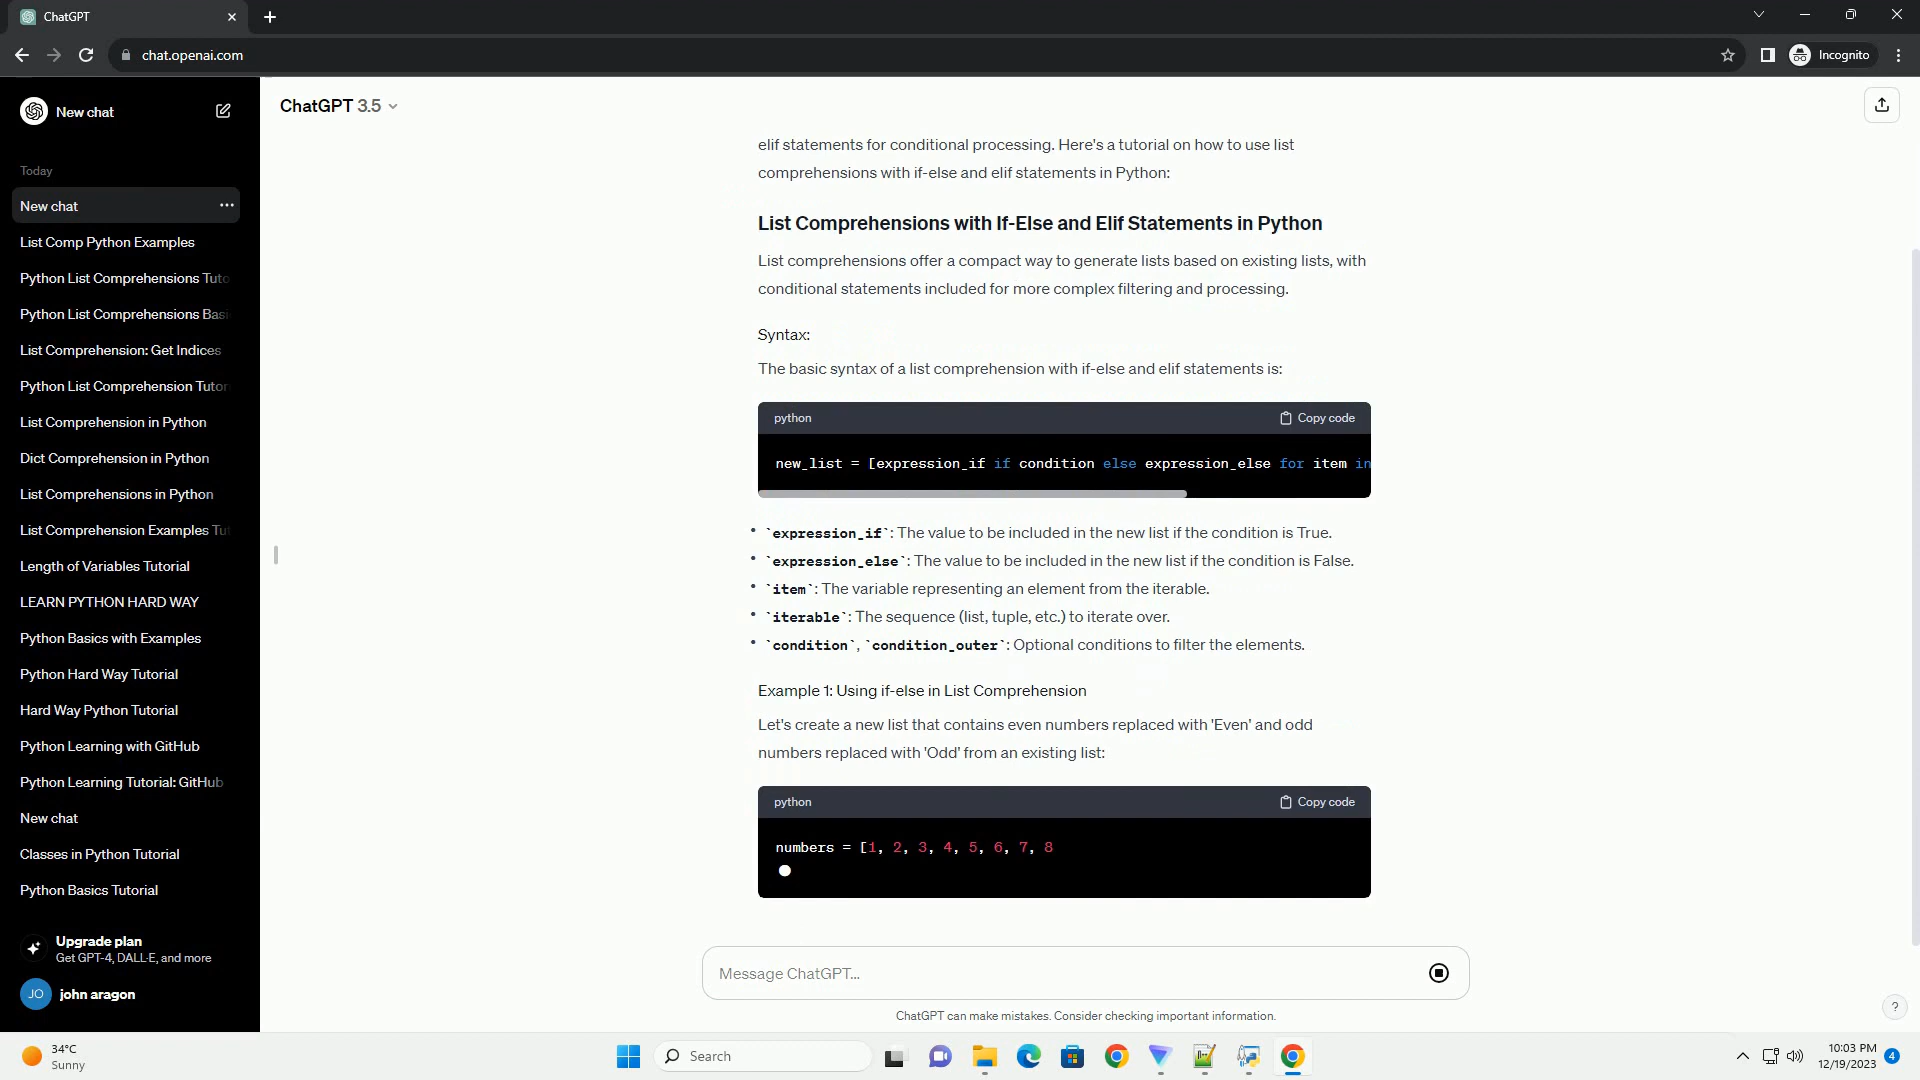 ChatGPT
chat.openai.com
Incognito
New chat
Today
New chat
List Comp Python Examples
Python List Comprehensions Tuto
Python List Comprehensions Basi
List Comprehension: Get Indices
Python List Comprehension Tutor
List Comprehension in Python
Dict Comprehension in Python
List Comprehensions in Python
List Comprehension Examples Tut
Length of Variables Tutorial
LEARN PYTHON HARD WAY
Python Basics with Examples
Python Hard Way Tutorial
Hard Way Python Tutorial
Python Learning with GitHub
Python Learning Tutorial: GitHub
New chat
Classes in Python Tutorial
Python Basics Tutorial
Upgrade plan
Get GPT-4, DALL·E, and more
JO
john aragon
ChatGPT 3.5
elif statements for conditional processing. Here's a tutorial on how to use list
comprehensions with if-else and elif statements in Python:
List Comprehensions with If-Else and Elif Statements in Python
List comprehensions offer a compact way to generate lists based on existing lists, with
conditional statements included for more complex filtering and processing.
Syntax:
The basic syntax of a list comprehension with if-else and elif statements is:
python
Copy code
new_list = [expression_if if condition else expression_else for item in
• `expression_if`: The value to be included in the new list if the condition is True.
• `expression_else`: The value to be included in the new list if the condition is False.
• `item`: The variable representing an element from the iterable.
• `iterable`: The sequence (list, tuple, etc.) to iterate over.
• `condition`, `condition_outer`: Optional conditions to filter the elements.
Example 1: Using if-else in List Comprehension
Let's create a new list that contains even numbers replaced with 'Even' and odd
numbers replaced with 'Odd' from an existing list:
python
Copy code
numbers = [1, 2, 3, 4, 5, 6, 7, 8
Message ChatGPT...
ChatGPT can make mistakes. Consider checking important information.
?
34°C
Sunny
Search
10:03 PM
12/19/2023
4